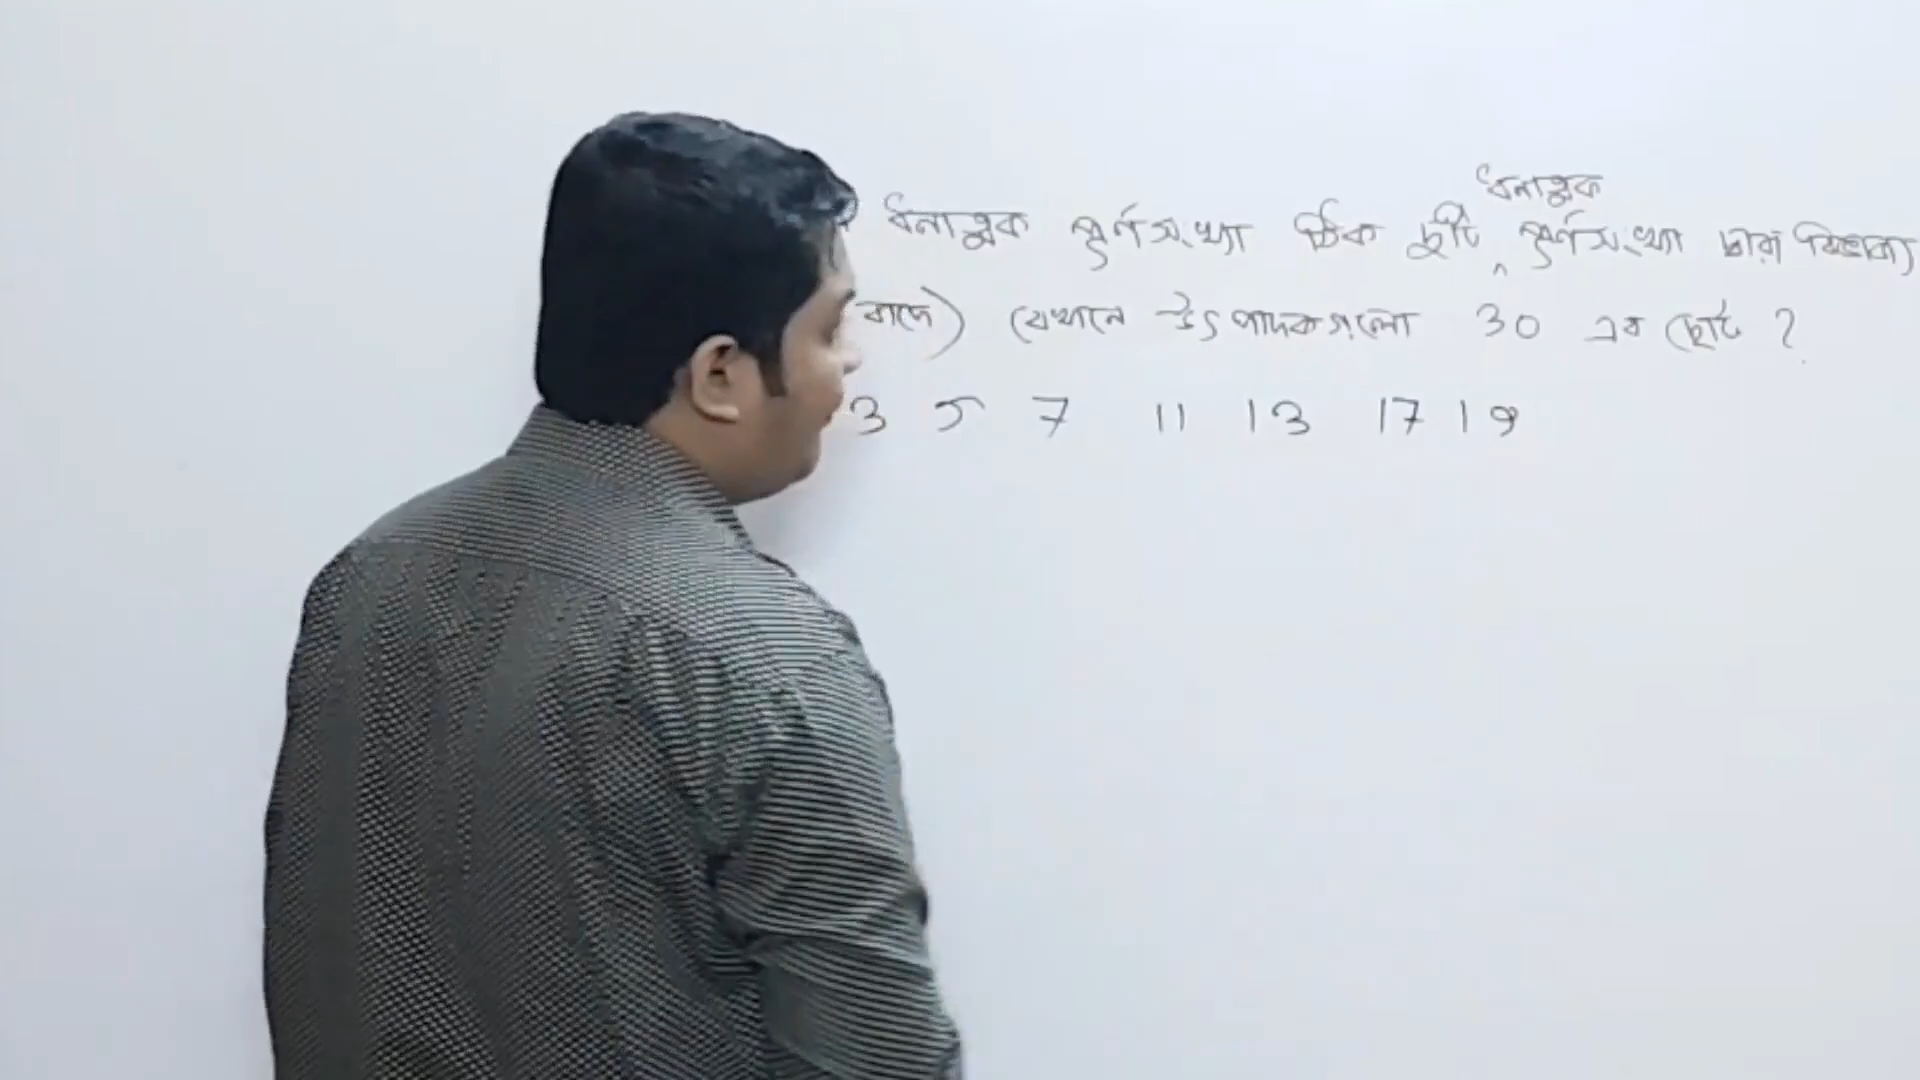 ধনাত্মক
ধনাত্মক পূর্ণসংখ্যা ঠিক দুটি ^ পূর্ণসংখ্যা দ্বারা বিভাজ্য
বাদে) যেখানে উৎপাদকগুলো 30 এর ছোট ?
3 5 7 11 13 17 19